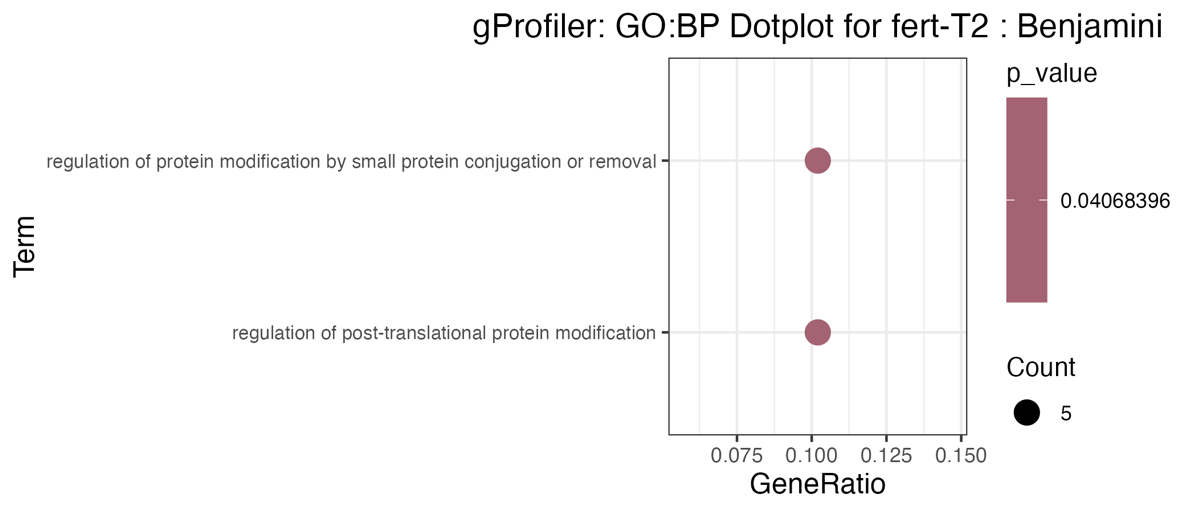 gProfiler: GO:BP Dotplot for fert-T2 : Benjamini
p_value
0.04068396
Count
5
Term
regulation of protein modification by small protein conjugation or removal
regulation of post-translational protein modification
0.075 0.100 0.125 0.150
GeneRatio